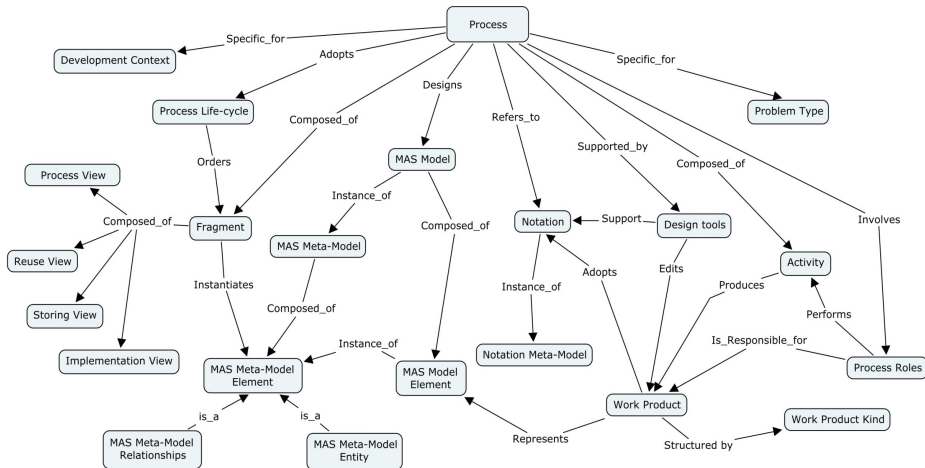 Process
Specific_for
Development Context
Adopts
Specific_for
Designs
Process Life-cycle
Problem Type
Composed_of
Refers_to
Supported_by
Orders
MAS Model
Composed_of
Process View
Instance_of
Composed_of
Fragment
Composed_of
Notation
Support
Design tools
Involves
MAS Meta-Model
Reuse View
Activity
Adopts
Edits
Instantiates
Composed_of
Instance_of
Produces
Storing View
Performs
Implementation View
Instance_of
Is_Responsible_for
Notation Meta-Model
MAS Meta-Model
Element
MAS Model
Element
Process Roles
Work Product
is_a
is_a
Work Product Kind
MAS Meta-Model
Relationships
MAS Meta-Model
Entity
Represents
Structured by